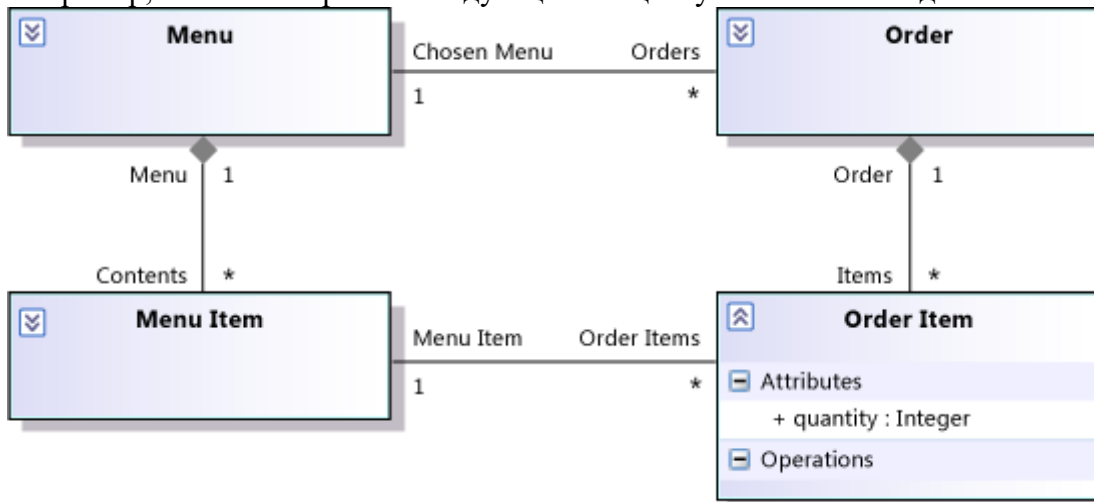 Menu
Order
Chosen Menu
Orders
1
*
Menu
1
Order
1
Contents
*
Items
*
Menu Item
Order Item
Menu Item
Order Items
1
*
Attributes
+ quantity : Integer
Operations